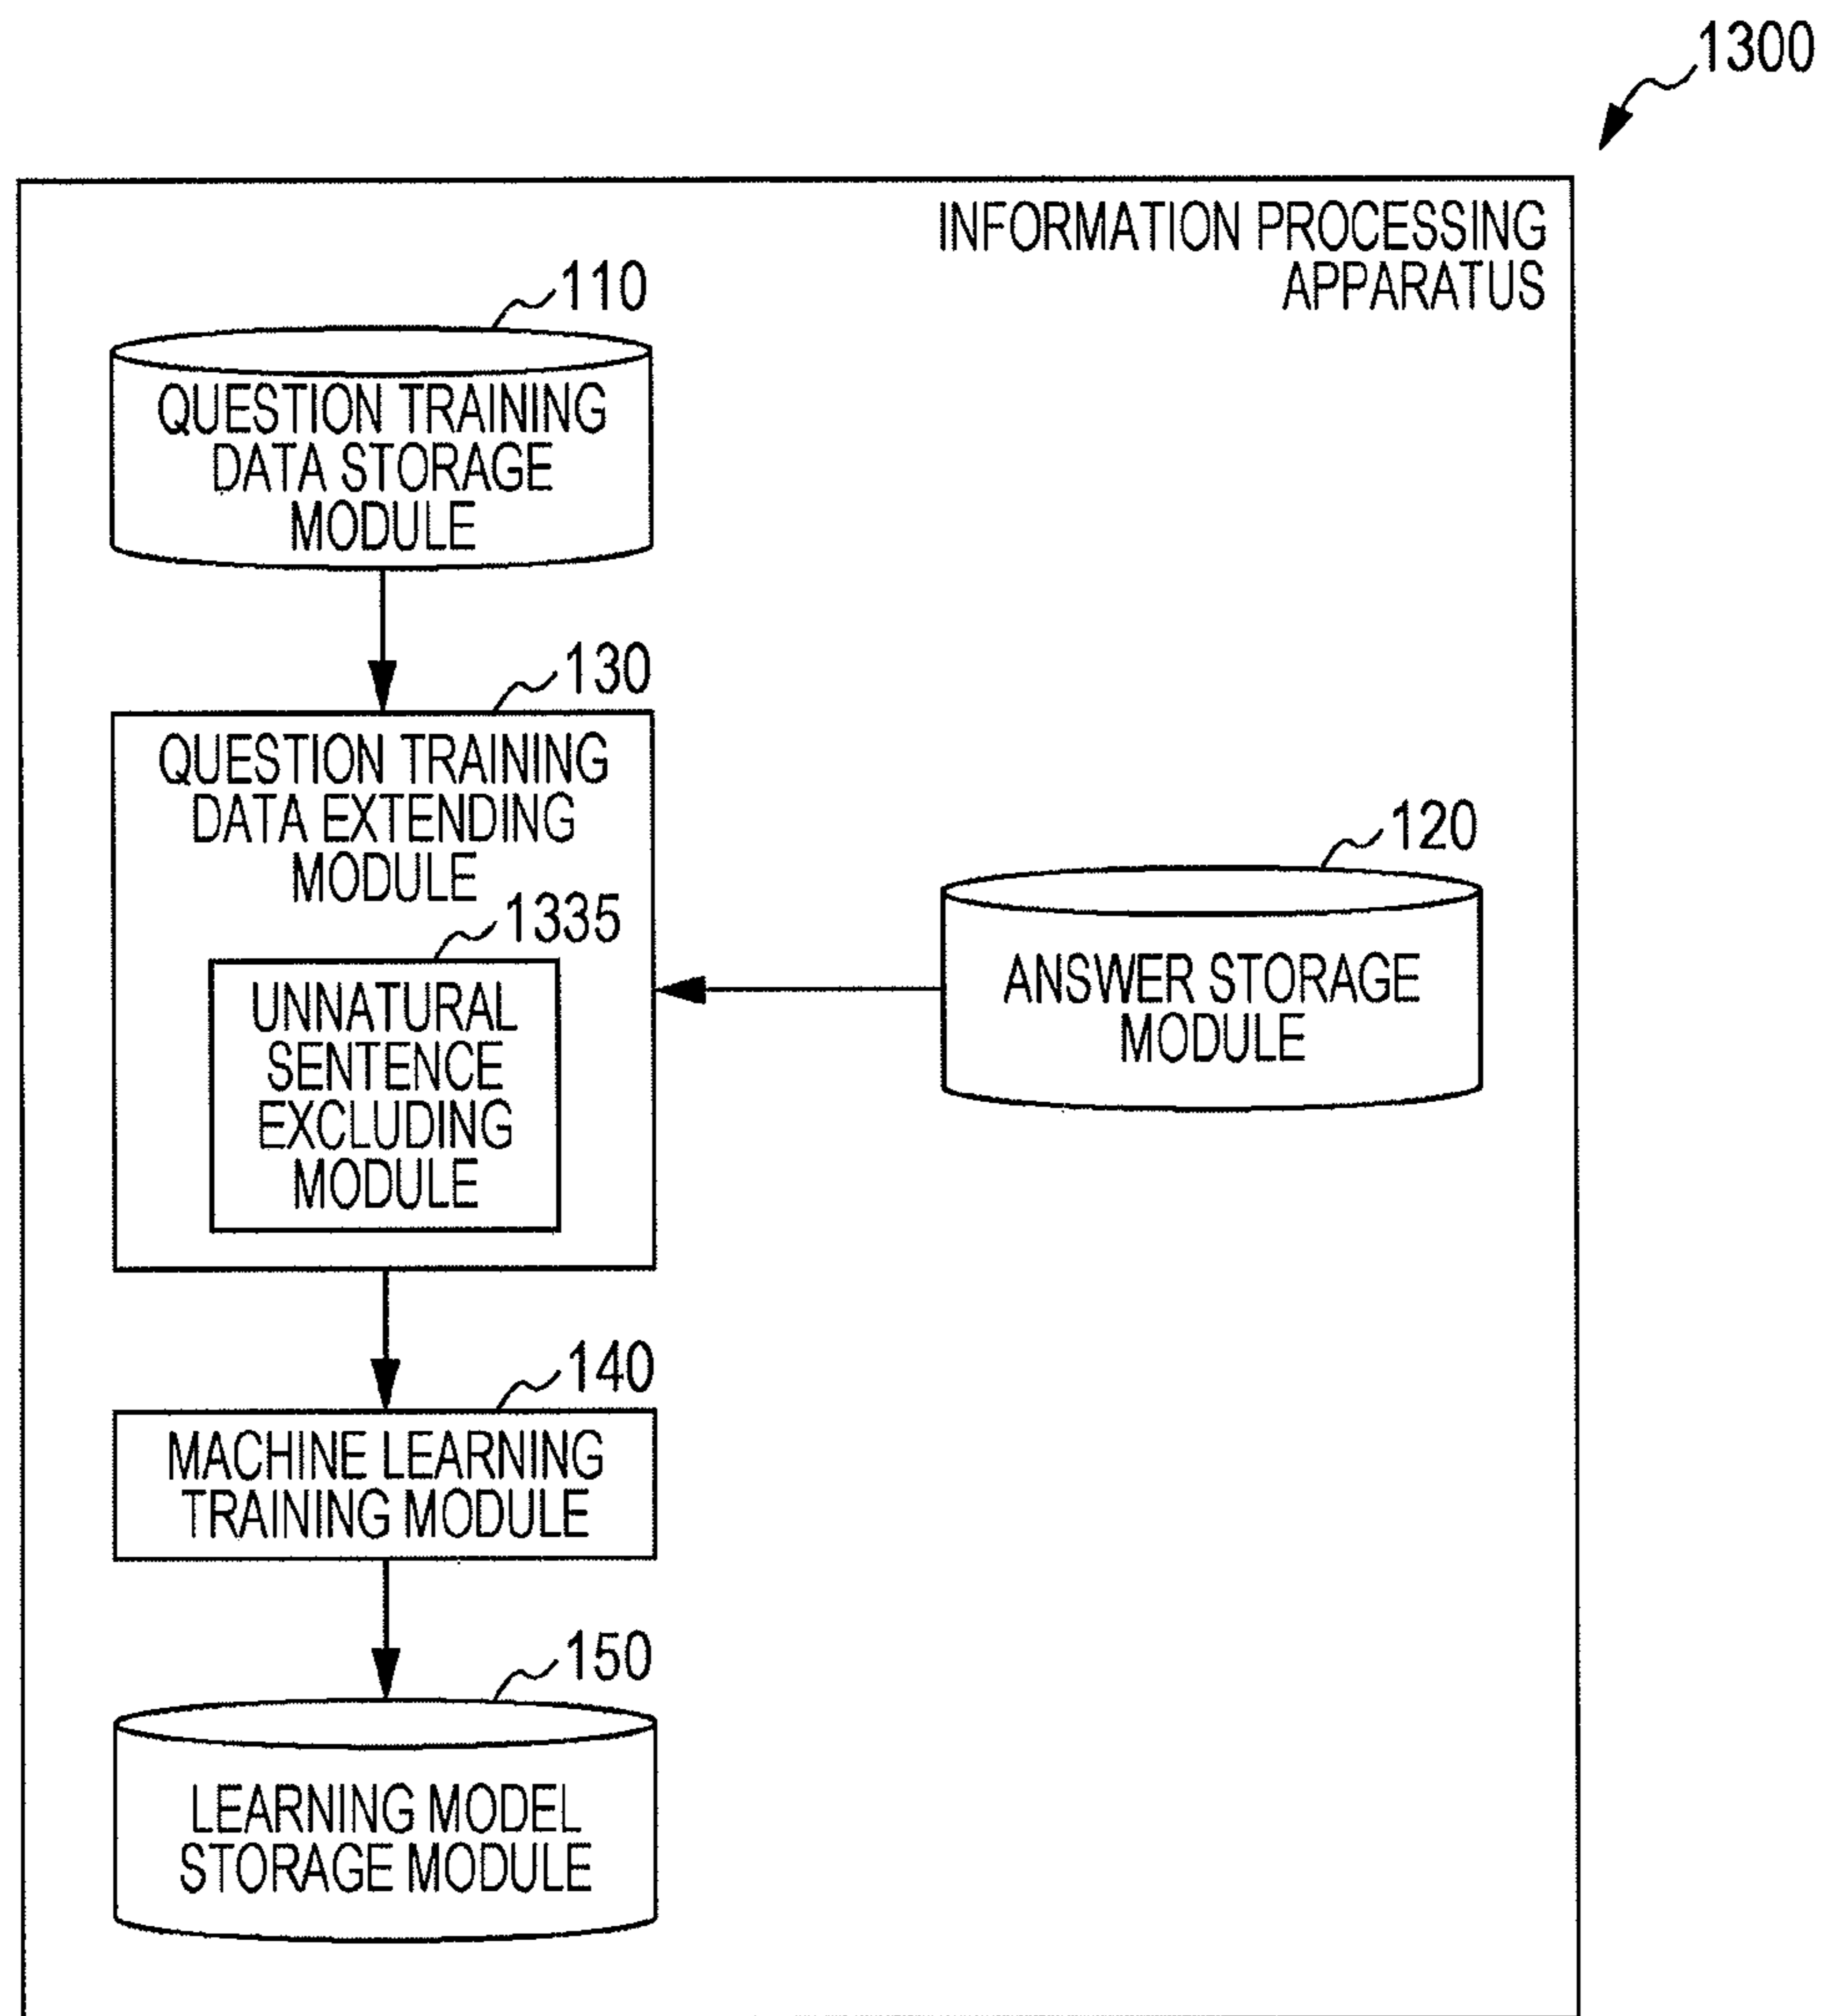 1300
INFORMATION PROCESSING
APPARATUS
110
QUESTION TRAINING
DATA STORAGE
MODULE
130
QUESTION TRAINING
DATA EXTENDING
MODULE
1335
UNNATURAL
SENTENCE
EXCLUDING
MODULE
120
ANSWER STORAGE
MODULE
140
MACHINE LEARNING
TRAINING MODULE
150
LEARNING MODEL
STORAGE MODULE